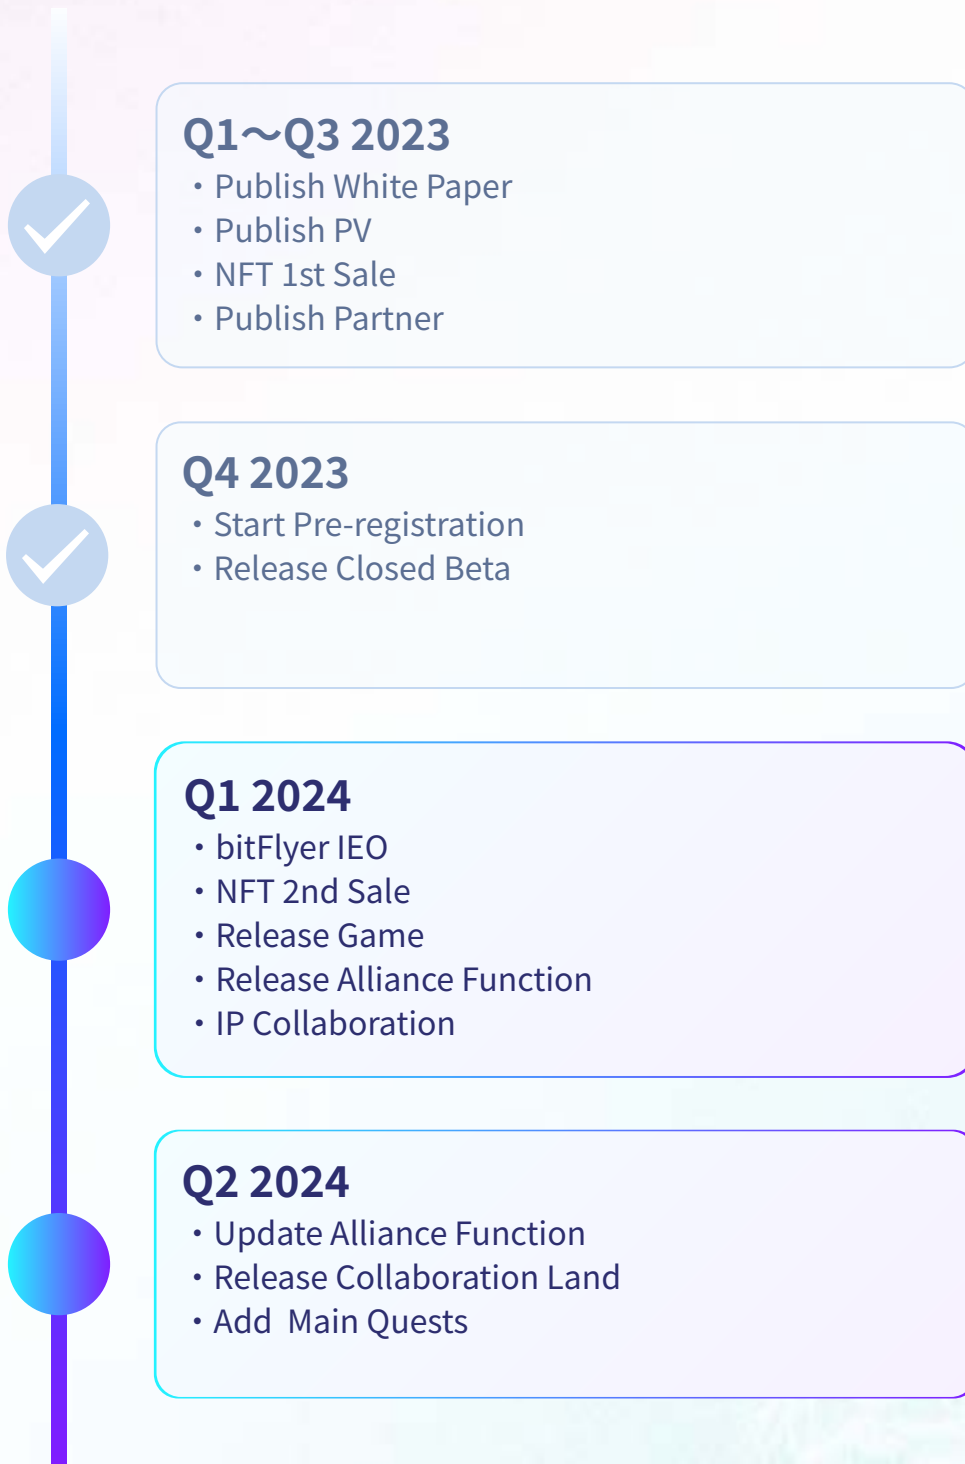 Q1～Q3 2023
・Publish White Paper
・Publish PV
・NFT 1st Sale
・Publish Partner
Q4 2023
・Start Pre-registration
・Release Closed Beta
Q1 2024
・bitFlyer IEO
・NFT 2nd Sale
・Release Game
・Release Alliance Function
・IP Collaboration
Q2 2024
・Update Alliance Function
・Release Collaboration Land
・Add  Main Quests